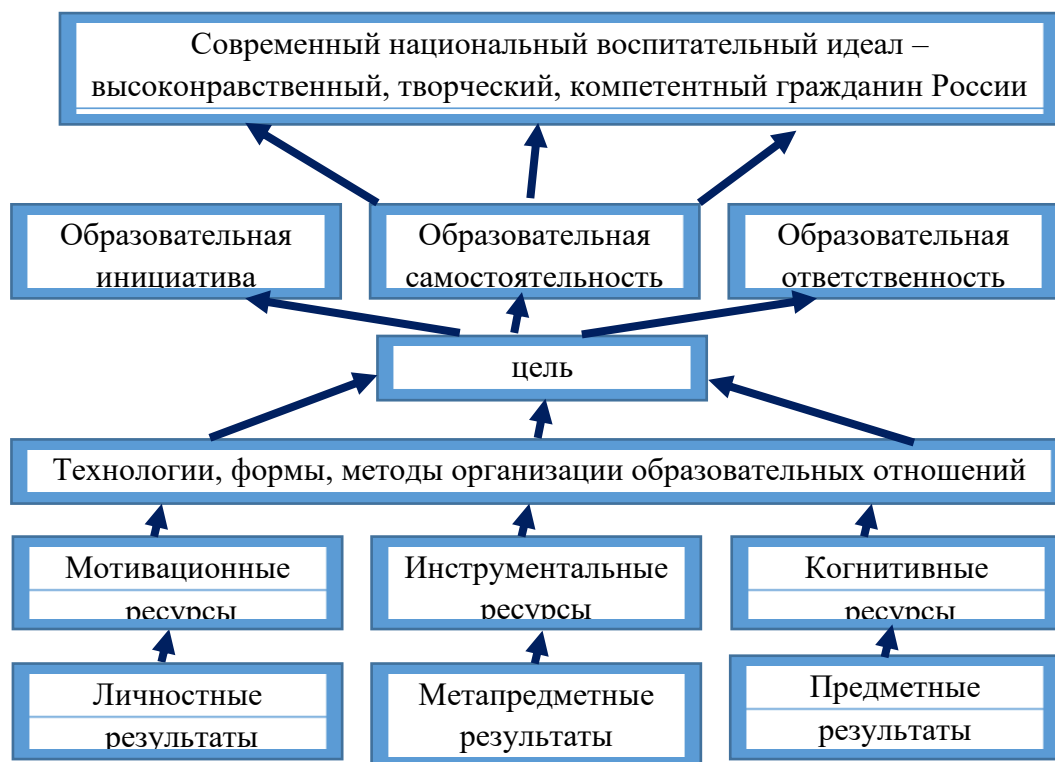 Современный национальный воспитательный идеал –
высоконравственный, творческий, компетентный гражданин России
Образовательная
инициатива
Образовательная
самостоятельность
Образовательная
ответственность
цель
Технологии, формы, методы организации образовательных отношений
Мотивационные
ресурсы
Инструментальные
ресурсы
Когнитивные
ресурсы
Личностные
результаты
Метапредметные
результаты
Предметные
результаты